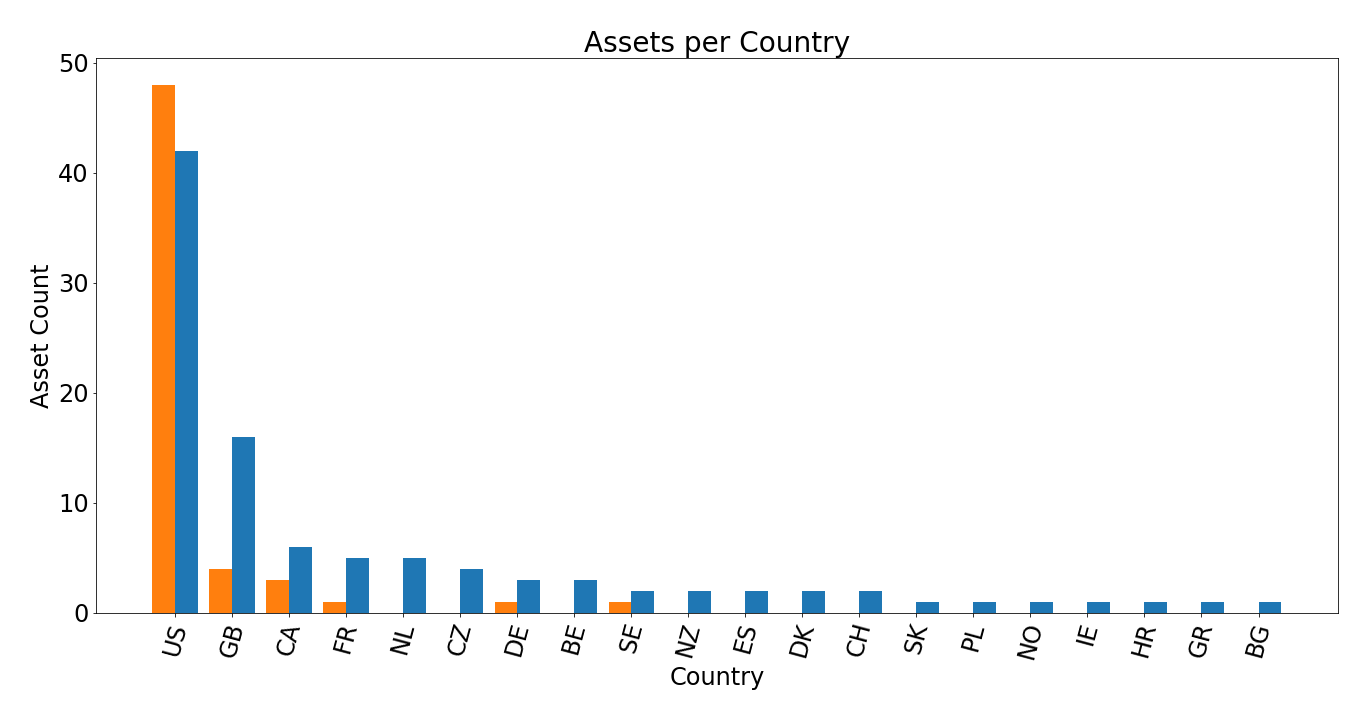 Assets per Country
Asset Count
50
40
30
20
10
0
US GB CA FR NL CZ DE BE SE NZ ES DK CH SK PL NO IE HR GR BG
Country